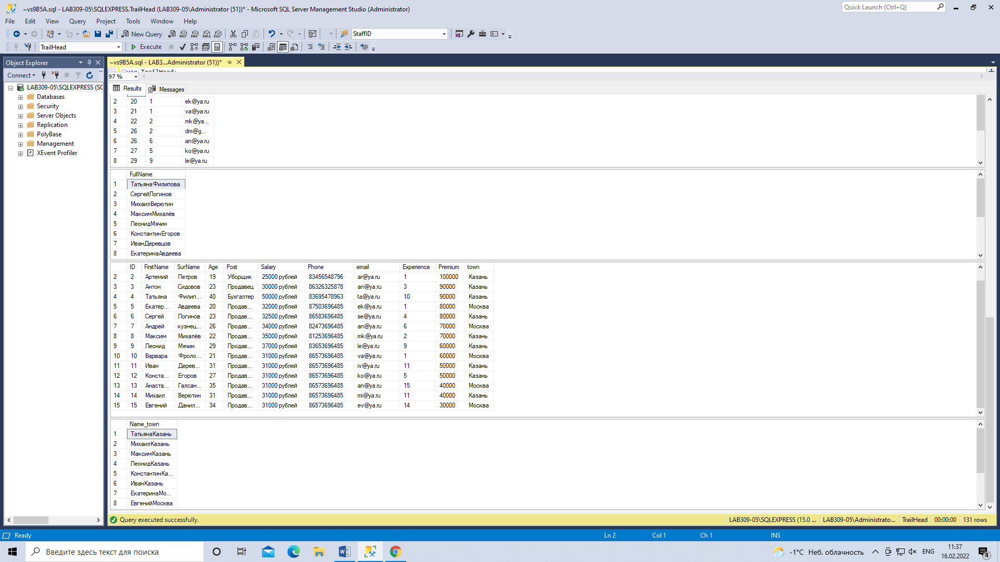 ~vs9B5A.sql - LAB309-05\SQLEXPRESS.TrailHead (LAB309-05\Administrator (51))* - Microsoft SQL Server Management Studio (Administrator)
Quick Launch (Ctrl+Q)
File Edit View Query Project Tools Window Help
New Query MDX DMX XMLA DAX StaffID
TrailHead Execute
Object Explorer
~vs9B5A.sql - LAB3...Administrator (51))*
Connect
use TrailHead;
97 %
LAB309-05\SQLEXPRESS (SQ
Databases
Security
Server Objects
Replication
PolyBase
Management
XEvent Profiler
Results Messages
2 20 1 ek@ya.ru
3 21 1 va@ya.ru
4 22 2 mk@ya...
5 26 2 dm@g...
6 26 6 an@ya.ru
7 27 5 ko@ya.ru
8 29 9 le@ya.ru
FullName
1 ТатьянаФилипова
2 СергейЛогинов
3 МихаилВерютин
4 МаксимМихалёв
5 ЛеонидМячин
6 КонстантинЕгоров
7 ИванДеревцов
8 ЕкатеринаАвдеева
ID FirstName SurName Age Post Salary Phone email Experience Premium town
2 2 Артемий Петров 19 Уборщик 25000 рублей 83456548796 ar@ya.ru 1 100000 Казань
3 3 Антон Сидовов 23 Продавец 30000 рублей 86326325878 an@ya.ru 3 90000 Казань
4 4 Татьяна Филип... 40 Бухгалтер 50000 рублей 83695478963 ta@ya.ru 10 90000 Казань
5 5 Екатер... Авдеева 20 Продав... 32000 рублей 87503696485 ek@ya.ru 1 80000 Москва
6 6 Сергей Логинов 23 Продав... 32500 рублей 86583696485 se@ya.ru 4 80000 Казань
7 7 Андрей кузнец... 26 Продав... 34000 рублей 82473696485 an@ya.ru 6 70000 Москва
8 8 Максим Михалёв 22 Продав... 35000 рублей 81253696485 mk@ya.ru 2 70000 Казань
9 9 Леонид Мячин 29 Продав... 37000 рублей 83653696485 le@ya.ru 9 60000 Казань
10 10 Варвара Фроло... 21 Продав... 31000 рублей 86573696485 va@ya.ru 1 60000 Москва
11 11 Иван Дерев... 31 Продав... 31000 рублей 86573696485 iv@ya.ru 11 50000 Казань
12 12 Конста... Егоров 27 Продав... 31000 рублей 86573696485 ko@ya.ru 5 50000 Казань
13 13 Анаста... Галсан... 35 Продав... 31000 рублей 86573696485 an@ya.ru 15 40000 Москва
14 14 Михаил Верютин 31 Продав... 31000 рублей 86573696485 mi@ya.ru 11 40000 Казань
15 15 Евгений Данил... 34 Продав... 31000 рублей 86573696485 ev@ya.ru 14 30000 Москва
Name_town
1 ТатьянаКазань
2 МихаилКазань
3 МаксимКазань
4 ЛеонидКазань
5 КонстантинКа...
6 ИванКазань
7 ЕкатеринаМо...
8 ЕвгенийМосква
Query executed successfully. LAB309-05\SQLEXPRESS (15.0 ... LAB309-05\Administrato... TrailHead 00:00:00 131 rows
Ready Ln 2 Col 1 Ch 1 INS
Введите здесь текст для поиска
-1°C Неб. облачность ENG 11:37
16.02.2022 4